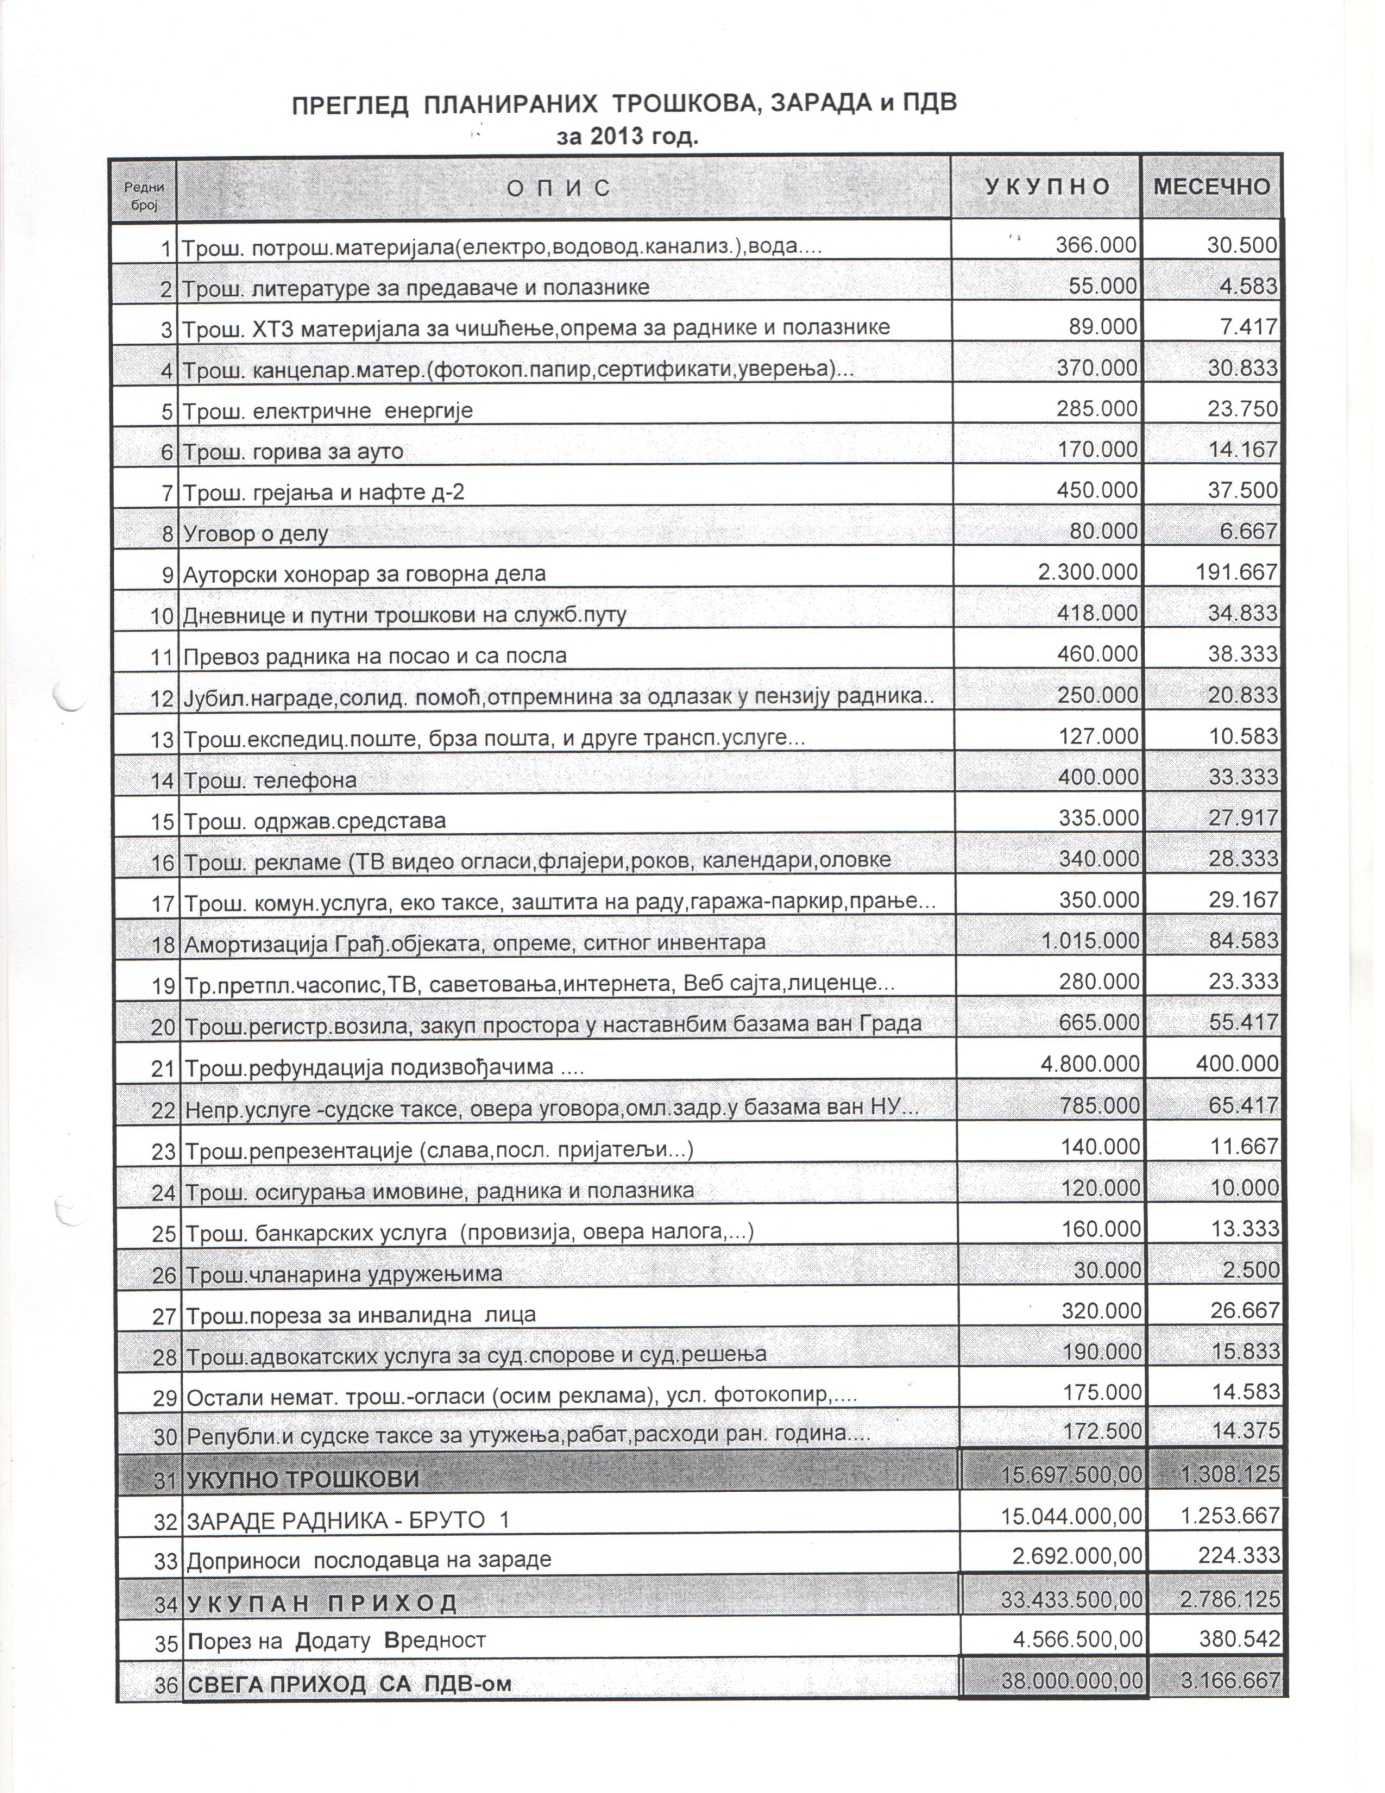 ПРЕГЛЕД ПЛАНИРАНИХ ТРОШКОВА, ЗАРАДА и ПДВ
за 2013 год.
Редни број О П И С У К У П Н О МЕСЕЧНО
1 Трош. потрош.материјала(електро,водовод.канализ.),вода.... 366.000 30.500
2 Трош. литературе за предаваче и полазнике 55.000 4.583
3 Трош. ХТЗ материјала за чишћење,опрема за раднике и полазнике 89.000 7.417
4 Трош. канцелар.матер.(фотокоп.папир,сертификати,уверења)... 370.000 30.833
5 Трош. електричне енергије 285.000 23.750
6 Трош. горива за ауто 170.000 14.167
7 Трош. грејања и нафте д-2 450.000 37.500
8 Уговор о делу 80.000 6.667
9 Ауторски хонорар за говорна дела 2.300.000 191.667
10 Дневнице и путни трошкови на служб.путу 418.000 34.833
11 Превоз радника на посао и са посла 460.000 38.333
12 Јубил.награде,солид. помоћ,отпремнина за одлазак у пензију радника.. 250.000 20.833
13 Трош.експедиц.поште, брза пошта, и друге трансп.услуге... 127.000 10.583
14 Трош. телефона 400.000 33.333
15 Трош. одржав.средстава 335.000 27.917
16 Трош. рекламе (ТВ видео огласи,флајери,роков, календари,оловке 340.000 28.333
17 Трош. комун.услуга, еко таксе, заштита на раду,гаража-паркир,прање... 350.000 29.167
18 Амортизација Грађ.објеката, опреме, ситног инвентара 1.015.000 84.583
19 Тр.претпл.часопис,ТВ, саветовања,интернета, Веб сајта,лиценце... 280.000 23.333
20 Трош.регистр.возила, закуп простора у наставнбим базама ван Града 665.000 55.417
21 Трош.рефундација подизвођачима .... 4.800.000 400.000
22 Непр.услуге -судске таксе, овера уговора,омл.задр.у базама ван НУ... 785.000 65.417
23 Трош.репрезентације (слава,посл. пријатељи...) 140.000 11.667
24 Трош. осигурања имовине, радника и полазника 120.000 10.000
25 Трош. банкарских услуга (провизија, овера налога,...) 160.000 13.333
26 Трош.чланарина удружењима 30.000 2.500
27 Трош.пореза за инвалидна лица 320.000 26.667
28 Трош.адвокатских услуга за суд.спорове и суд.решења 190.000 15.833
29 Остали немат. трош.-огласи (осим реклама), усл. фотокопир,.... 175.000 14.583
30 Републи.и судске таксе за утужења,рабат,расходи ран. година.... 172.500 14.375
31 УКУПНО ТРОШКОВИ 15.697.500,00 1.308.125
32 ЗАРАДЕ РАДНИКА - БРУТО 1 15.044.000,00 1.253.667
33 Доприноси послодавца на зараде 2.692.000,00 224.333
34 У К У П А Н П Р И Х О Д 33.433.500,00 2.786.125
35 Порез на Додату Вредност 4.566.500,00 380.542
36 СВЕГА ПРИХОД СА ПДВ-ом 38.000.000,00 3.166.667